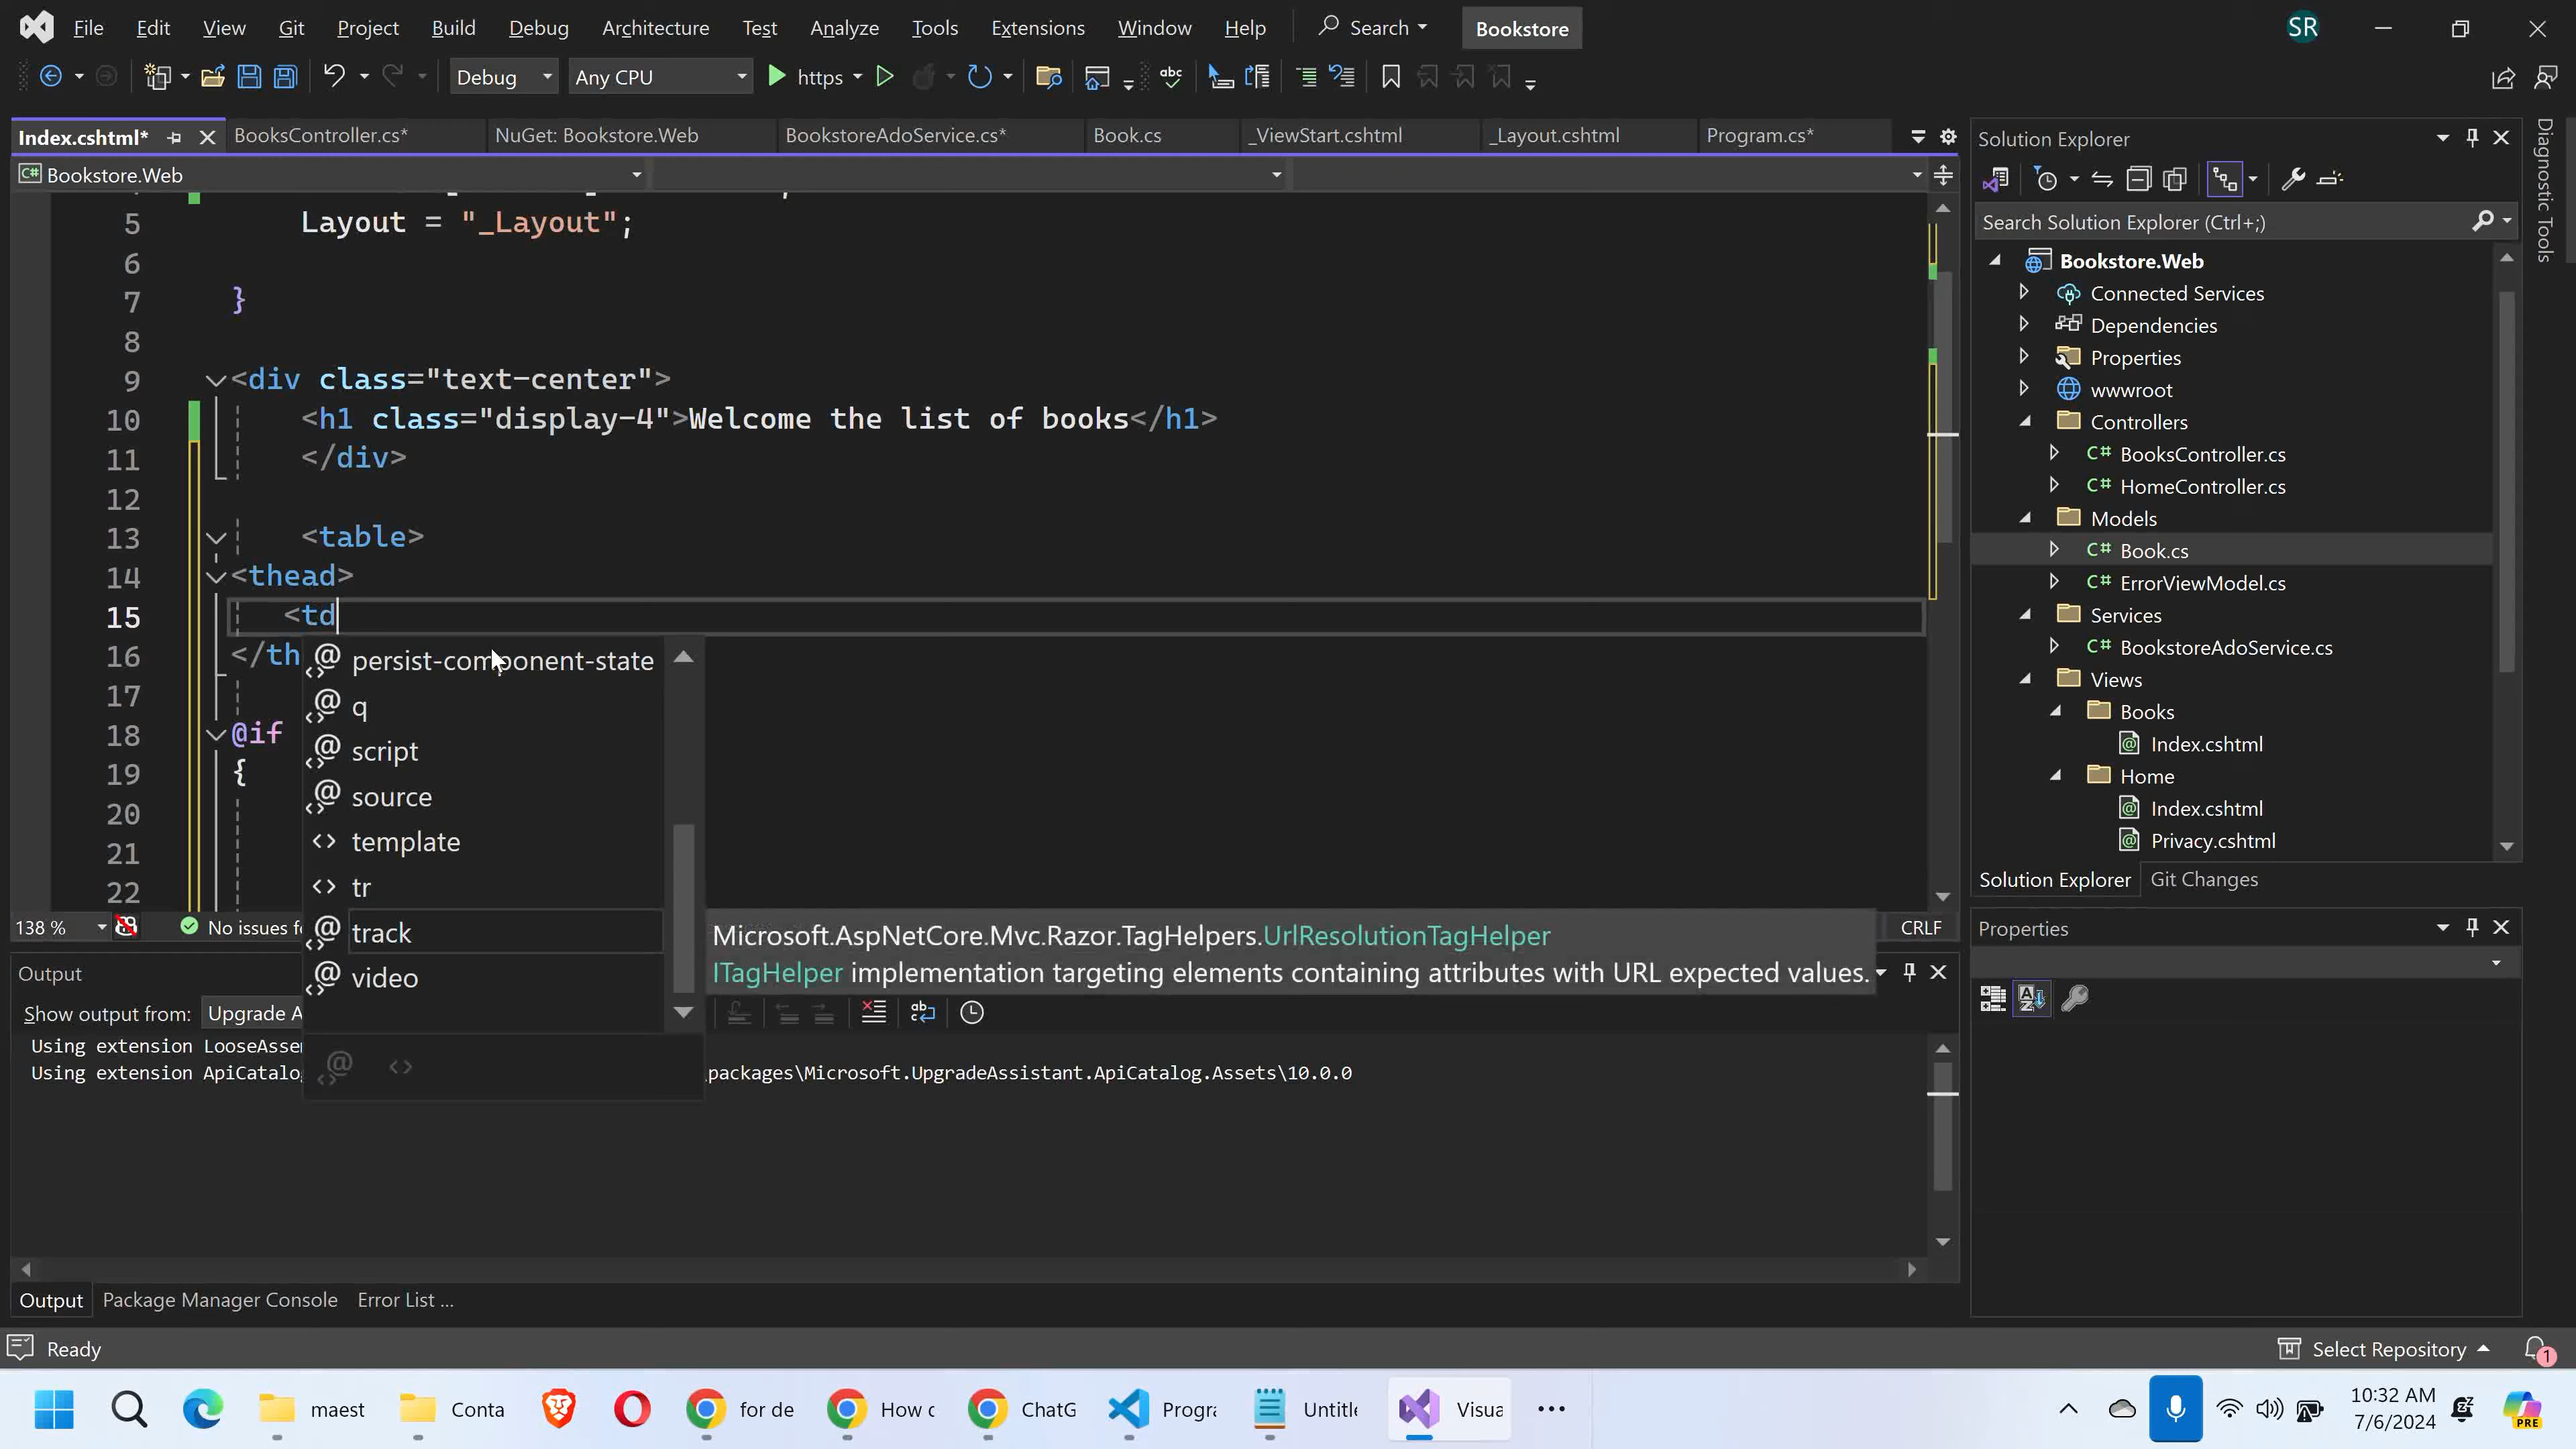 File Edit View Git Project Build Debug Architecture Test Analyze Tools Extensions Window Help Search Bookstore SR
Debug Any CPU https
Index.cshtml* BooksController.cs* NuGet: Bookstore.Web BookstoreAdoService.cs* Book.cs _ViewStart.cshtml _Layout.cshtml Program.cs*
Bookstore.Web
5 Layout = "_Layout";
6
7 }
8
9 <div class="text-center">
10 <h1 class="display-4">Welcome the list of books</h1>
11 </div>
12
13 <table>
14 <thead>
15 <td
16 </th
17
18 @if
19 {
20
21
22
persist-component-state
q
script
source
template
tr
track
video
Microsoft.AspNetCore.Mvc.Razor.TagHelpers.UrlResolutionTagHelper
ITagHelper implementation targeting elements containing attributes with URL expected values.
138 % No issues f CRLF
Output
Show output from: Upgrade A
Using extension LooseAsse
Using extension ApiCatalo packages\Microsoft.UpgradeAssistant.ApiCatalog.Assets\10.0.0
Output Package Manager Console Error List ...
Solution Explorer
Search Solution Explorer (Ctrl+;)
Bookstore.Web
Connected Services
Dependencies
Properties
wwwroot
Controllers
C# BooksController.cs
C# HomeController.cs
Models
C# Book.cs
C# ErrorViewModel.cs
Services
C# BookstoreAdoService.cs
Views
Books
Index.cshtml
Home
Index.cshtml
Privacy.cshtml
Solution Explorer Git Changes
Properties
Diagnostic Tools
Ready Select Repository 1
maest Conta for de How c ChatG Progra Untitle Visua
10:32 AM
7/6/2024
PRE